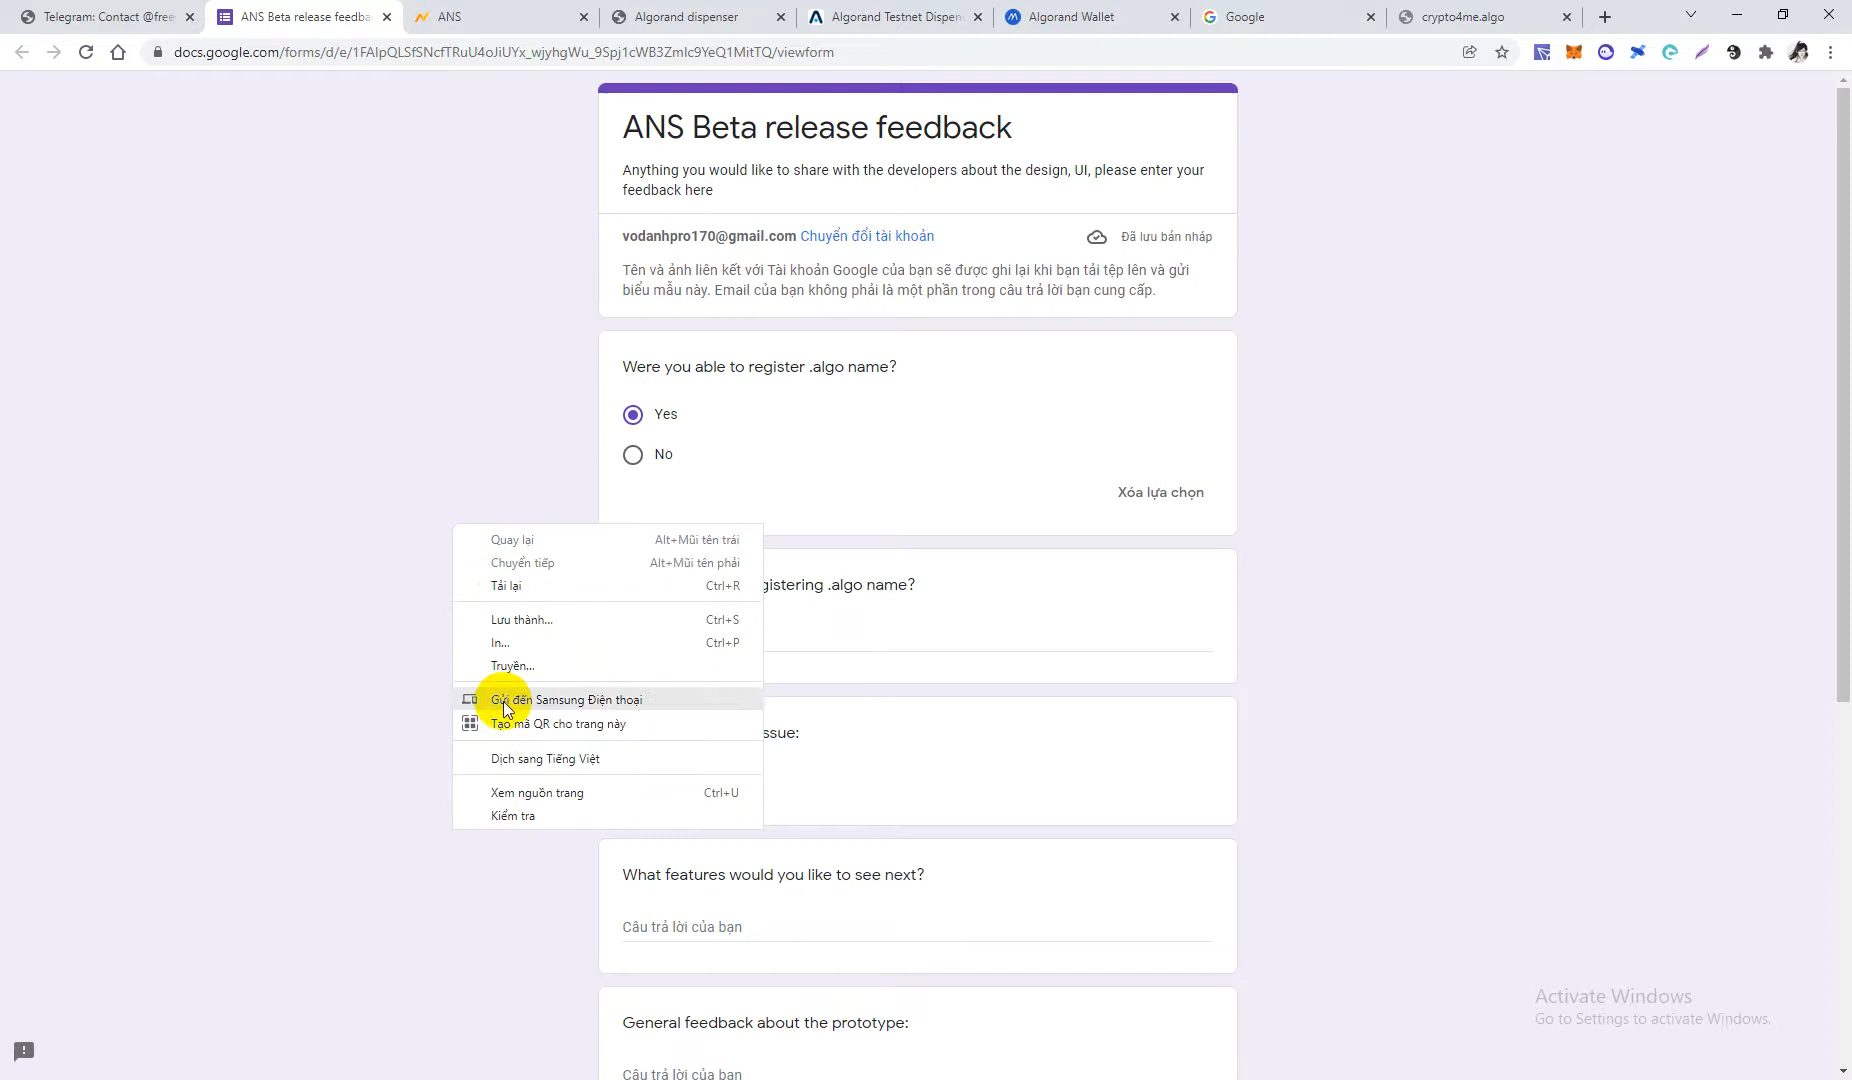 Telegram: Contact @free
ANS Beta release feedba
ANS
Algorand dispenser
Algorand Testnet Dispen
Algorand Wallet
Google
crypto4me.algo
docs.google.com/forms/d/e/1FAIpQLSfSNcfTRuU4oJiUYx_wjyhgWu_9Spj1cWB3Zmlc9YeQ1MitTQ/viewform
ANS Beta release feedback
Anything you would like to share with the developers about the design, UI, please enter your
feedback here
vodanhpro170@gmail.com Chuyển đổi tài khoản
Đã lưu bản nháp
Tên và ảnh liên kết với Tài khoản Google của bạn sẽ được ghi lại khi bạn tải tệp lên và gửi
biểu mẫu này. Email của bạn không phải là một phần trong câu trả lời bạn cung cấp.
Were you able to register .algo name?
Yes
No
Xóa lựa chọn
Quay lại Alt+Mũi tên trái
Chuyển tiếp Alt+Mũi tên phải
Tải lại Ctrl+R
Lưu thành... Ctrl+S
In... Ctrl+P
Truyền...
Gửi đến Samsung Điện thoại
Tạo mã QR cho trang này
Dịch sang Tiếng Việt
Xem nguồn trang Ctrl+U
Kiểm tra
gistering .algo name?
ssue:
What features would you like to see next?
Câu trả lời của bạn
General feedback about the prototype:
Câu trả lời của bạn
Activate Windows
Go to Settings to activate Windows.